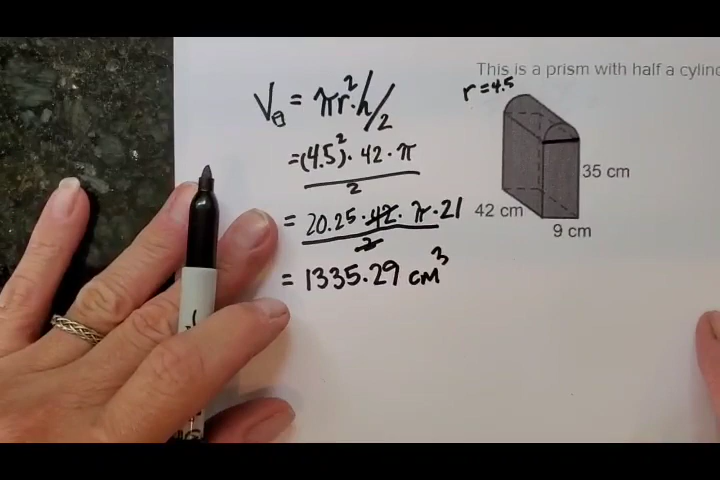 This is a prism with half a
r = 4.5
V = πr²·h/2
= (4.5)²· 42 · π
2
= 20.25 · 42 · π · 21
2
= 1335.29 cm³
35 cm
42 cm
9 cm